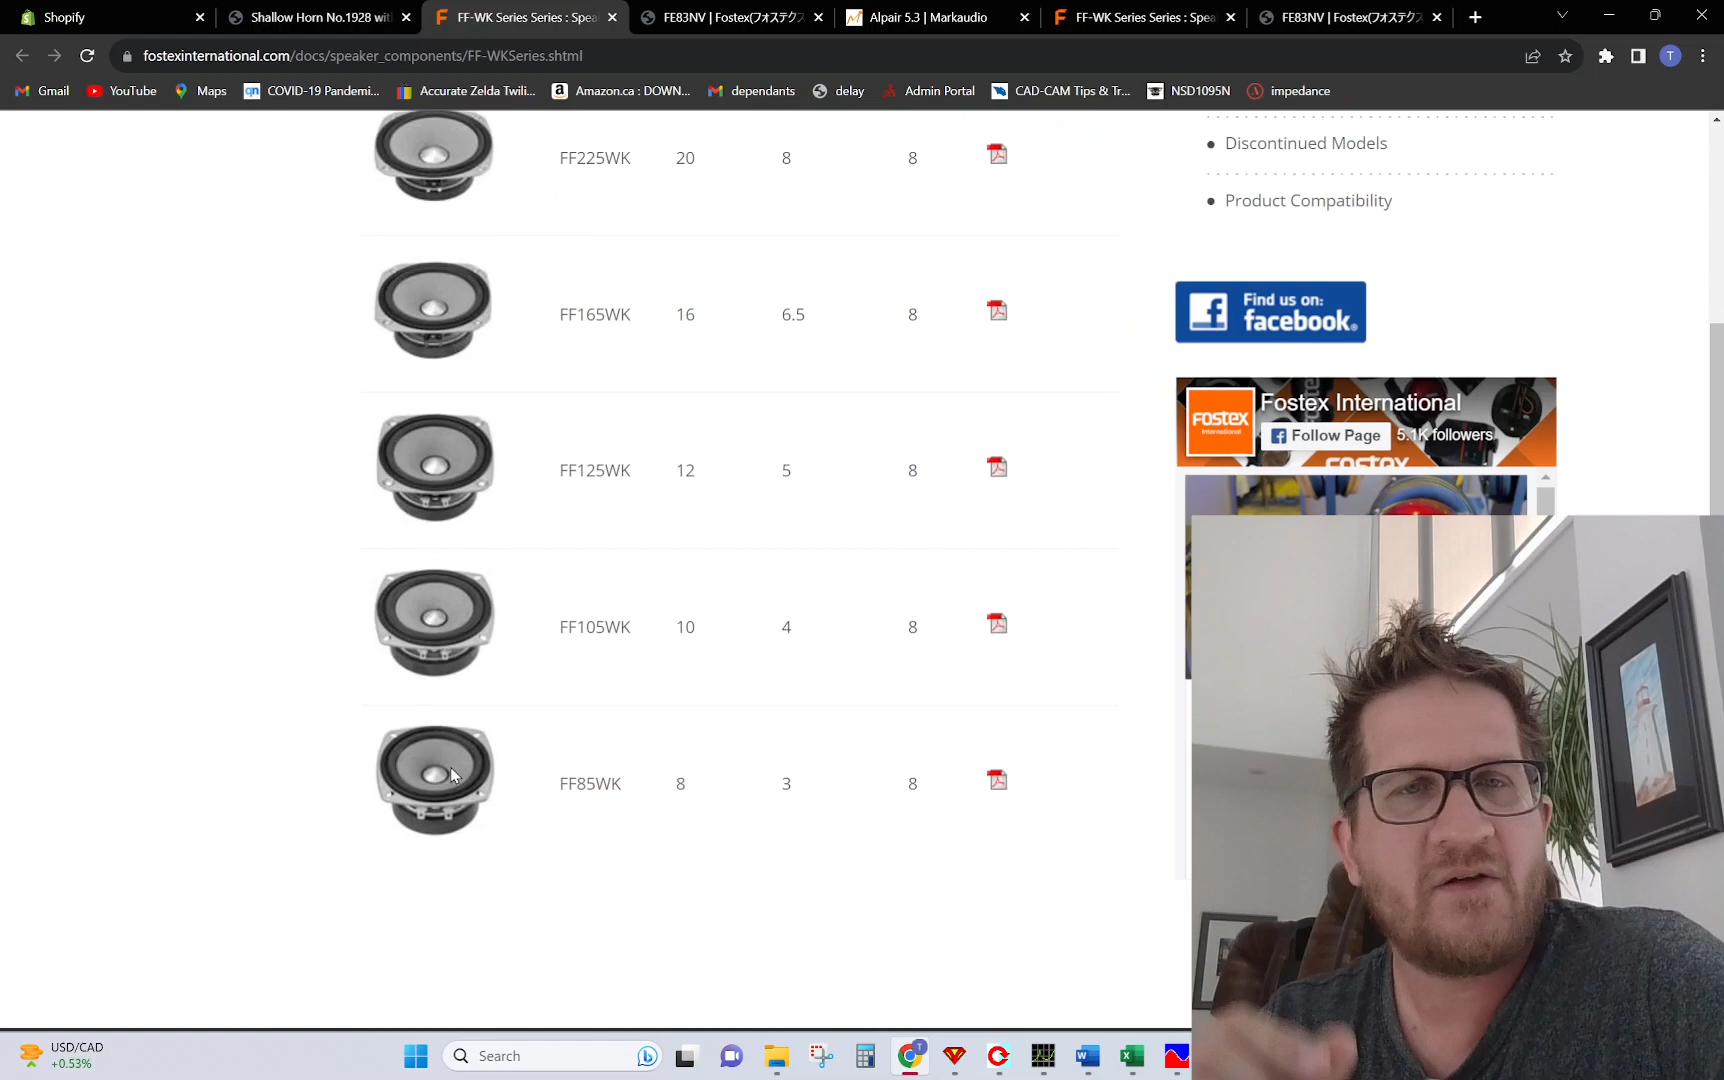 Shopify
Shallow Horn No.1928 wit
FF-WK Series Series : Spea
FE83NV | Fostex(フォステクス
Alpair 5.3 | Markaudio
FF-WK Series Series : Spea
FE83NV | Fostex(フォステクス
fostexinternational.com/docs/speaker_components/FF-WKSeries.shtml
T
Gmail
YouTube
Maps
COVID-19 Pandemi...
Accurate Zelda Twili...
Amazon.ca : DOWN...
dependants
delay
Admin Portal
CAD-CAM Tips & Tr...
NSD1095N
impedance
FF225WK 20 8 8
FF165WK 16 6.5 8
FF125WK 12 5 8
FF105WK 10 4 8
FF85WK 8 3 8
Discontinued Models
Product Compatibility
Find us on:
facebook.
FOSTEX
International
Fostex International
Follow Page 5.1K followers
FOSTEX
USD/CAD
+0.53%
Search